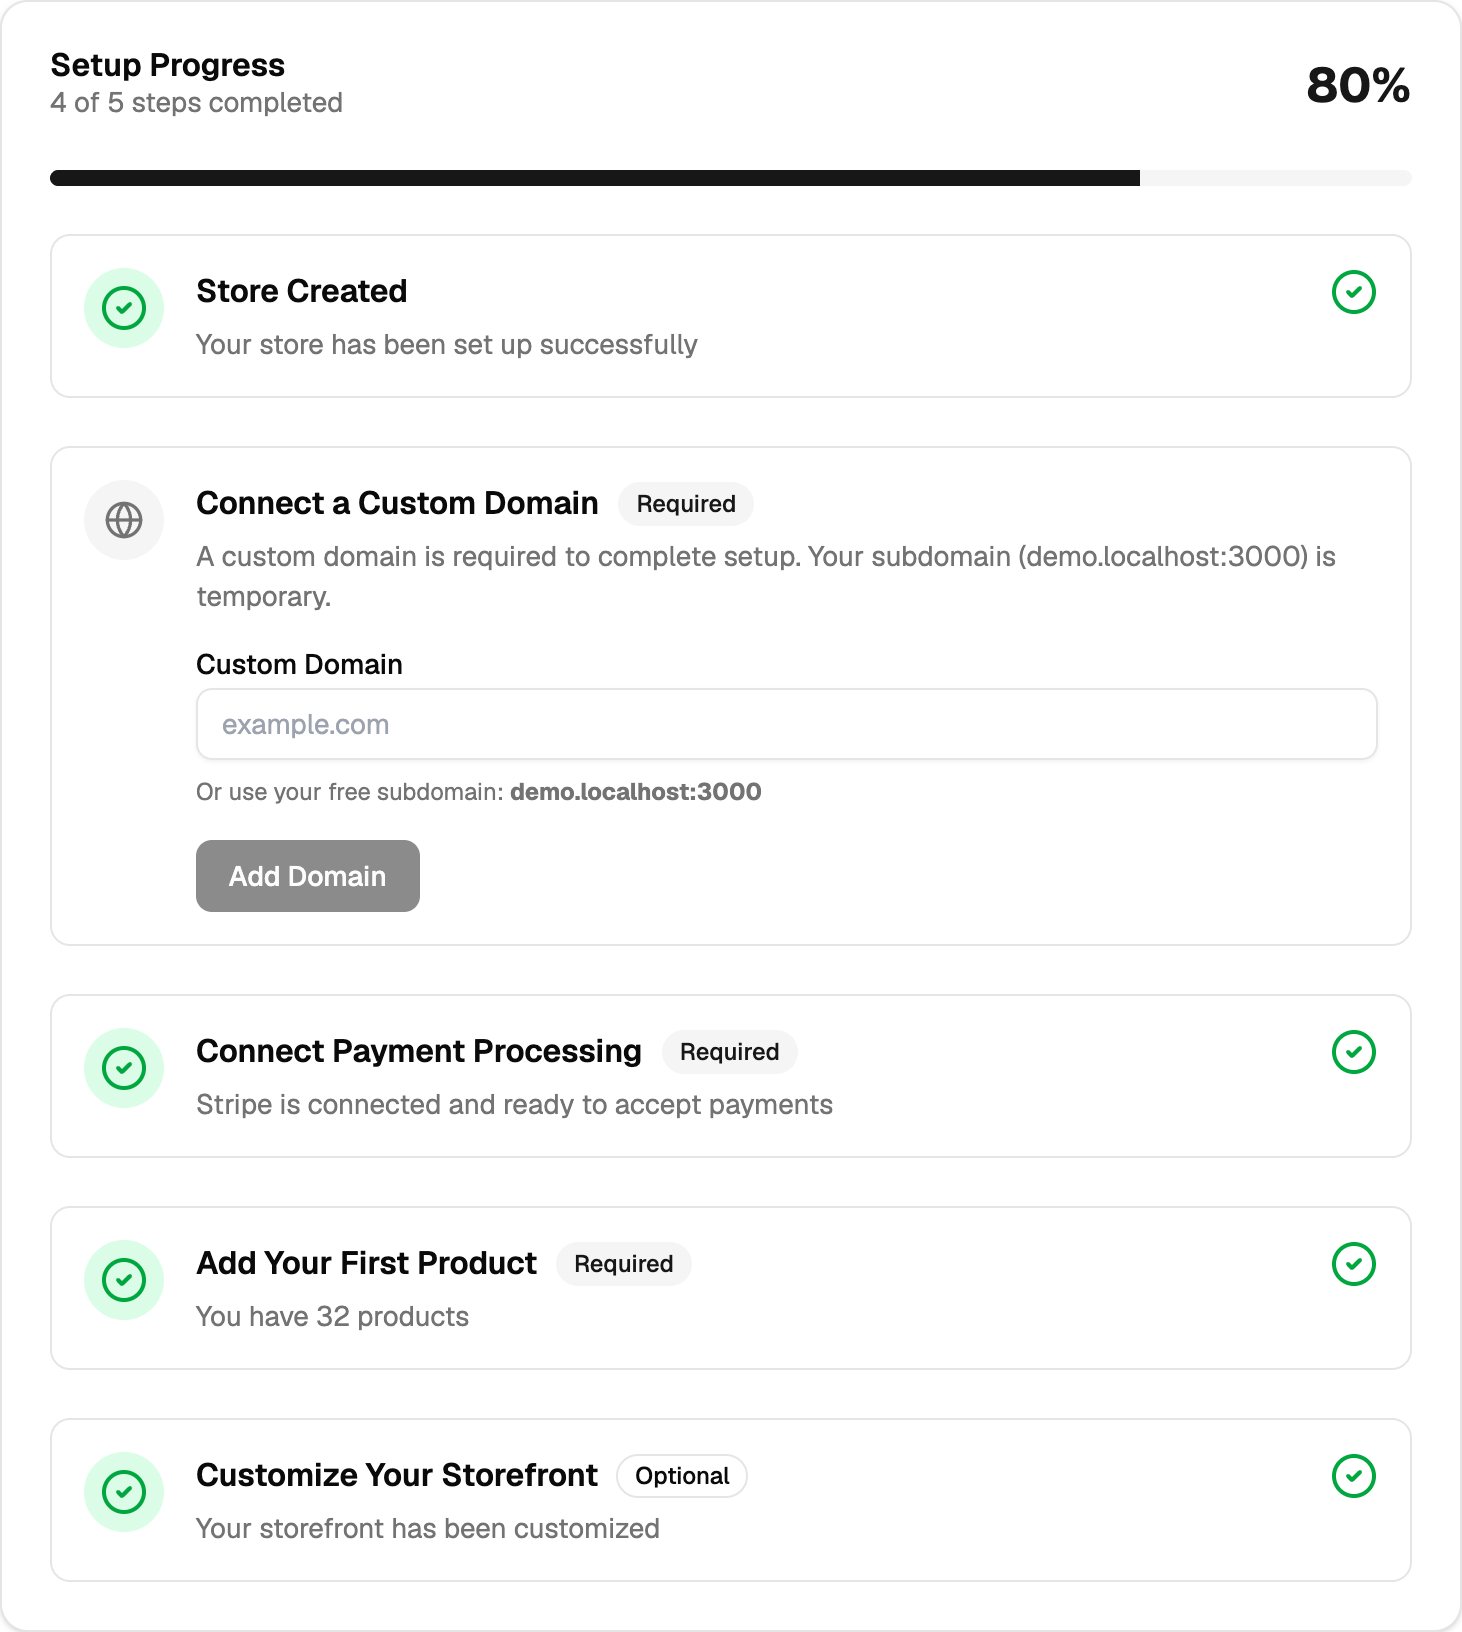 Setup Progress
4 of 5 steps completed
80%
Store Created
Your store has been set up successfully
Connect a Custom Domain Required
A custom domain is required to complete setup. Your subdomain (demo.localhost:3000) is
temporary.
Custom Domain
example.com
Or use your free subdomain: demo.localhost:3000
Add Domain
Connect Payment Processing Required
Stripe is connected and ready to accept payments
Add Your First Product Required
You have 32 products
Customize Your Storefront Optional
Your storefront has been customized